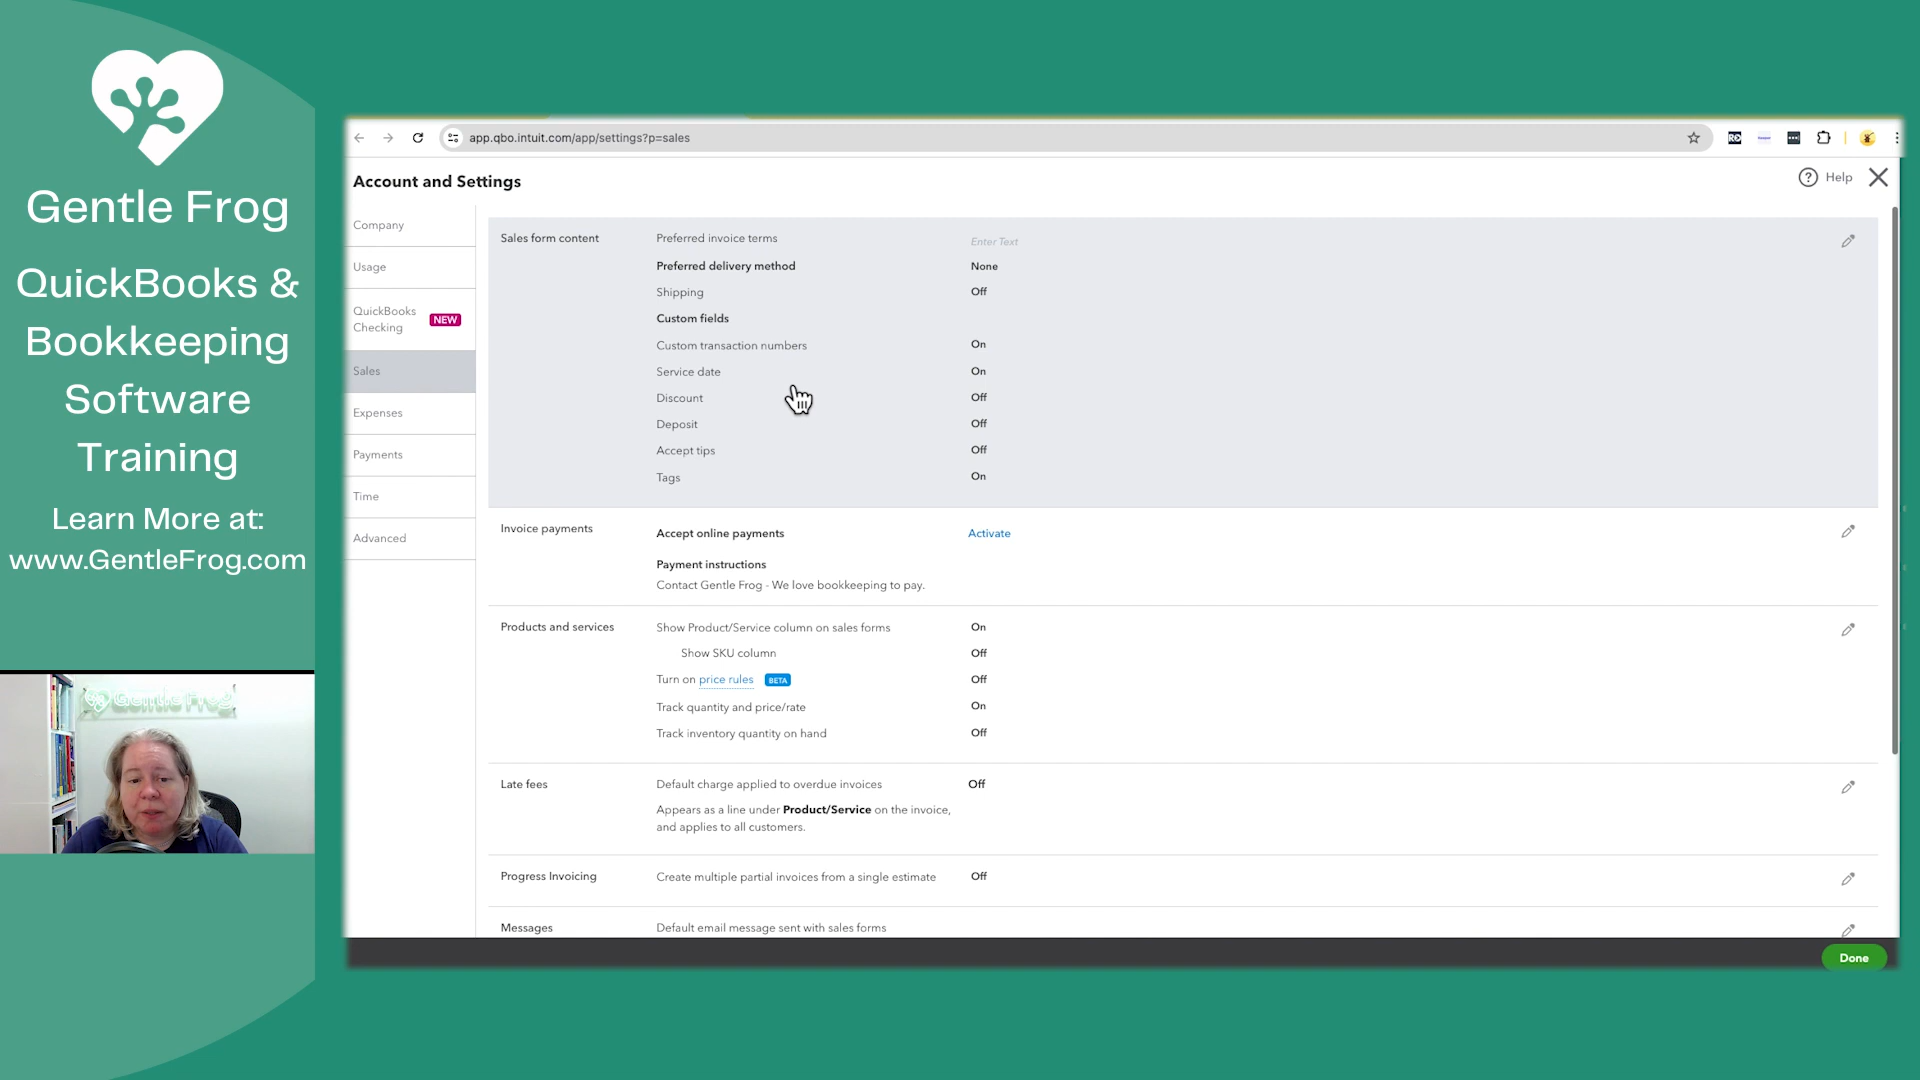 Gentle Frog
QuickBooks &
Bookkeeping
Software
Training
Learn More at:
www.GentleFrog.com
Gentle Frog
app.qbo.intuit.com/app/settings?p=sales
Account and Settings
Help
Company
Usage
QuickBooks
Checking
NEW
Sales
Expenses
Payments
Time
Advanced
Sales form content
Preferred invoice terms
Enter Text
Preferred delivery method None
Shipping Off
Custom fields
Custom transaction numbers On
Service date On
Discount Off
Deposit Off
Accept tips Off
Tags On
Invoice payments
Accept online payments Activate
Payment instructions
Contact Gentle Frog - We love bookkeeping to pay.
Products and services
Show Product/Service column on sales forms On
Show SKU column Off
Turn on price rules BETA Off
Track quantity and price/rate On
Track inventory quantity on hand Off
Late fees
Default charge applied to overdue invoices Off
Appears as a line under Product/Service on the invoice,
and applies to all customers.
Progress Invoicing
Create multiple partial invoices from a single estimate Off
Messages
Default email message sent with sales forms
Done